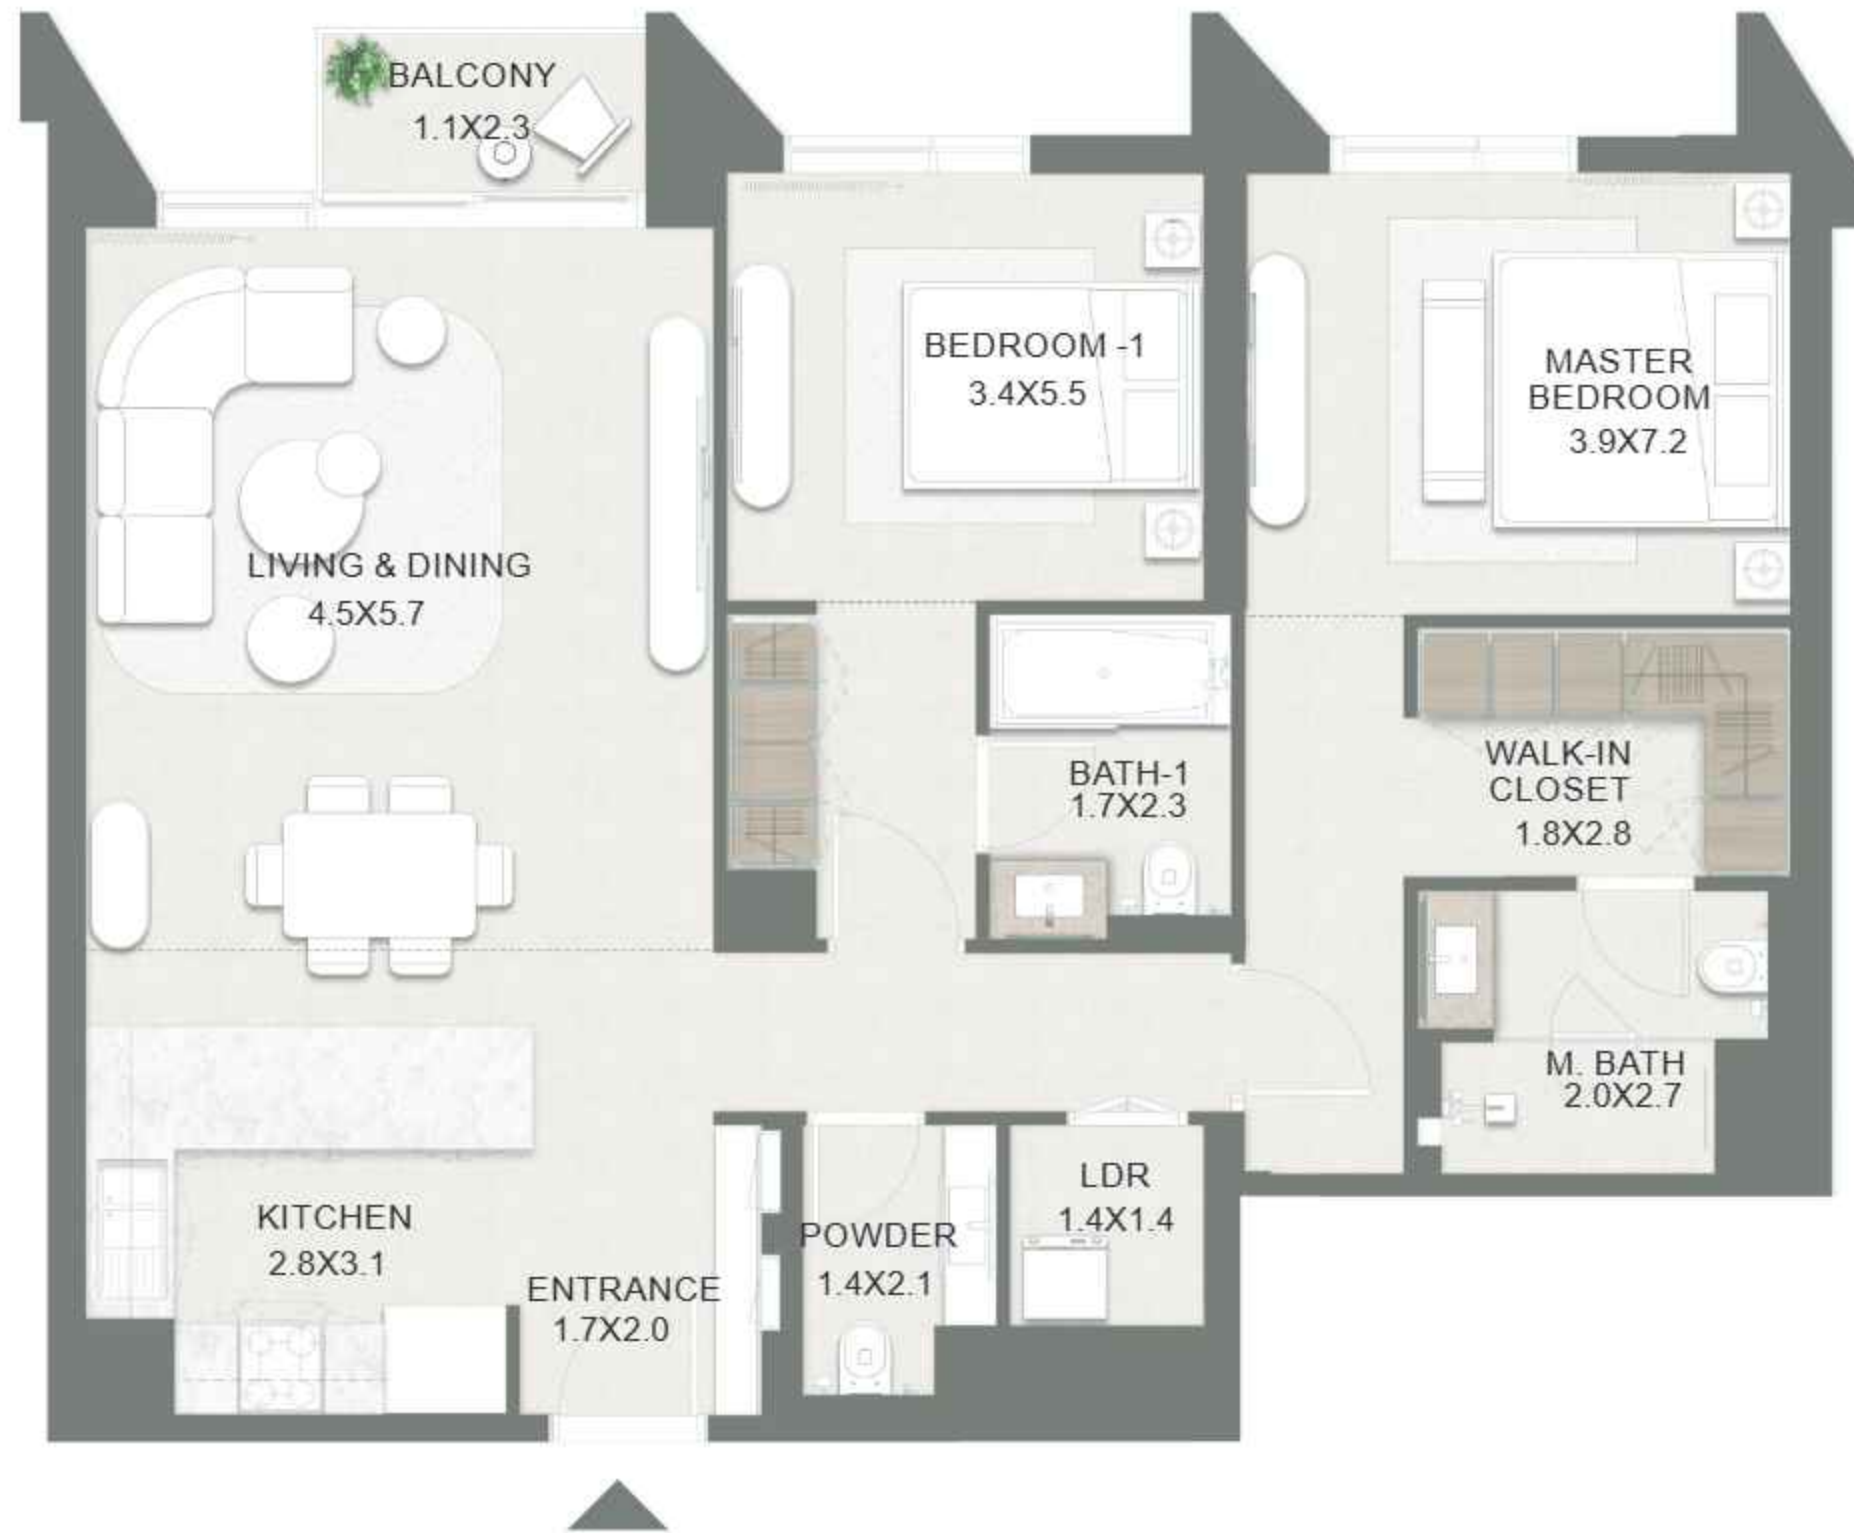 BALCONY
1.1X2.3
BEDROOM -1
3.4X5.5
MASTER
BEDROOM
3.9X7.2
LIVING & DINING
4.5X5.7
BATH-1
1.7X2.3
WALK-IN
CLOSET
1.8X2.8
M. BATH
2.0X2.7
KITCHEN
2.8X3.1
ENTRANCE
1.7X2.0
POWDER
1.4X2.1
LDR
1.4X1.4